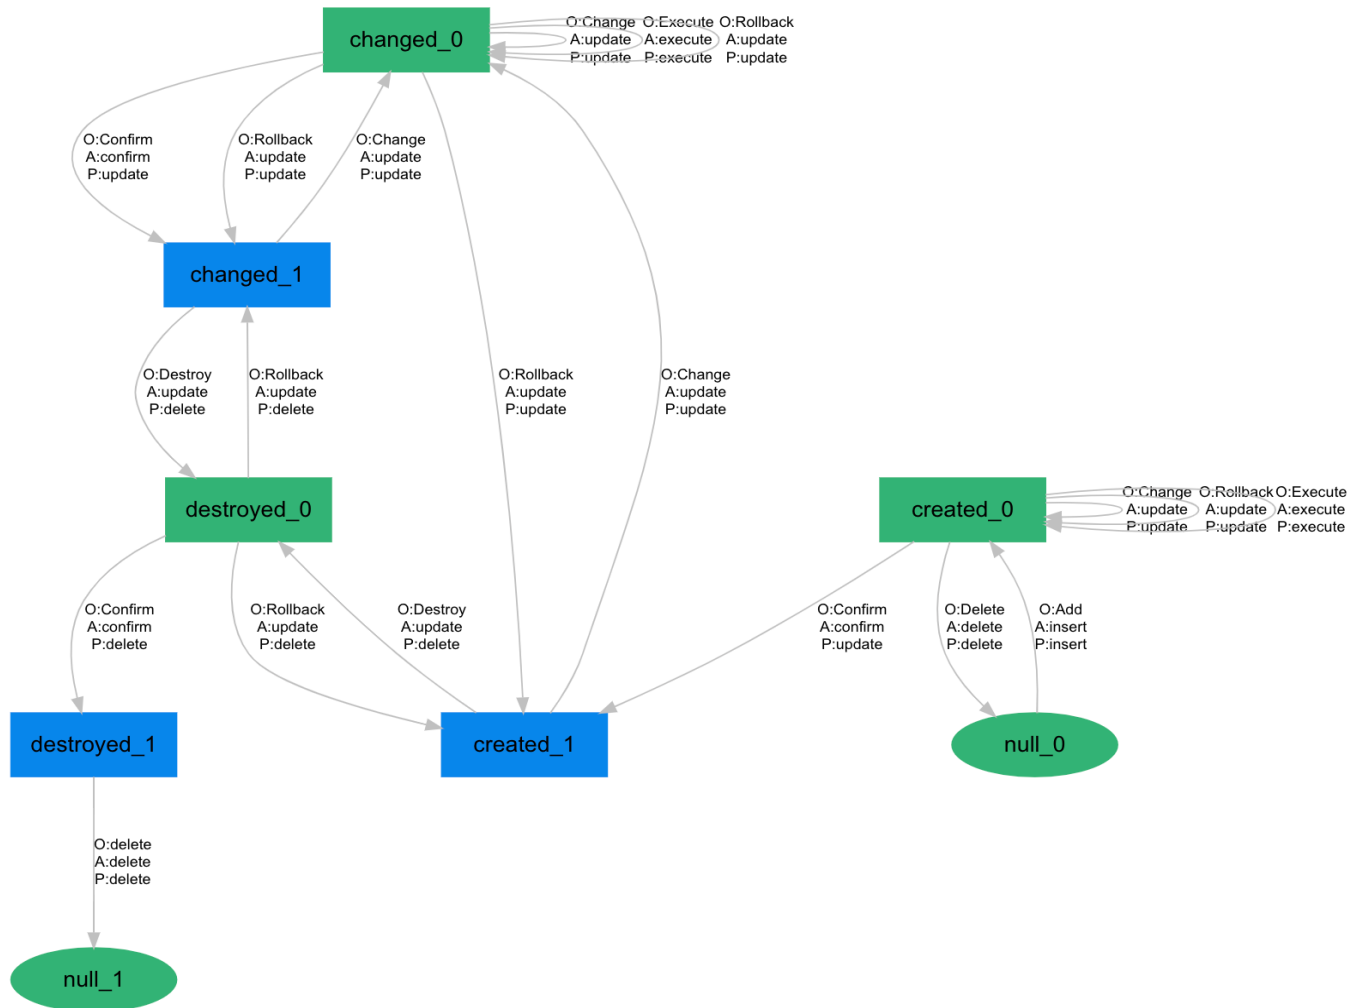 changed_0
O:Change
A:update
P:update
O:Execute
A:execute
P:execute
O:Rollback
A:update
P:update
O:Confirm
A:confirm
P:update
O:Rollback
A:update
P:update
O:Change
A:update
P:update
changed_1
O:Destroy
A:update
P:delete
O:Rollback
A:update
P:delete
O:Rollback
A:update
P:update
O:Change
A:update
P:update
destroyed_0
created_0
O:Change
A:update
P:update
O:Rollback
A:update
P:update
O:Execute
A:execute
P:execute
O:Confirm
A:confirm
P:delete
O:Rollback
A:update
P:delete
O:Destroy
A:update
P:delete
O:Confirm
A:confirm
P:update
O:Delete
A:delete
P:delete
O:Add
A:insert
P:insert
destroyed_1
created_1
null_0
O:delete
A:delete
P:delete
null_1